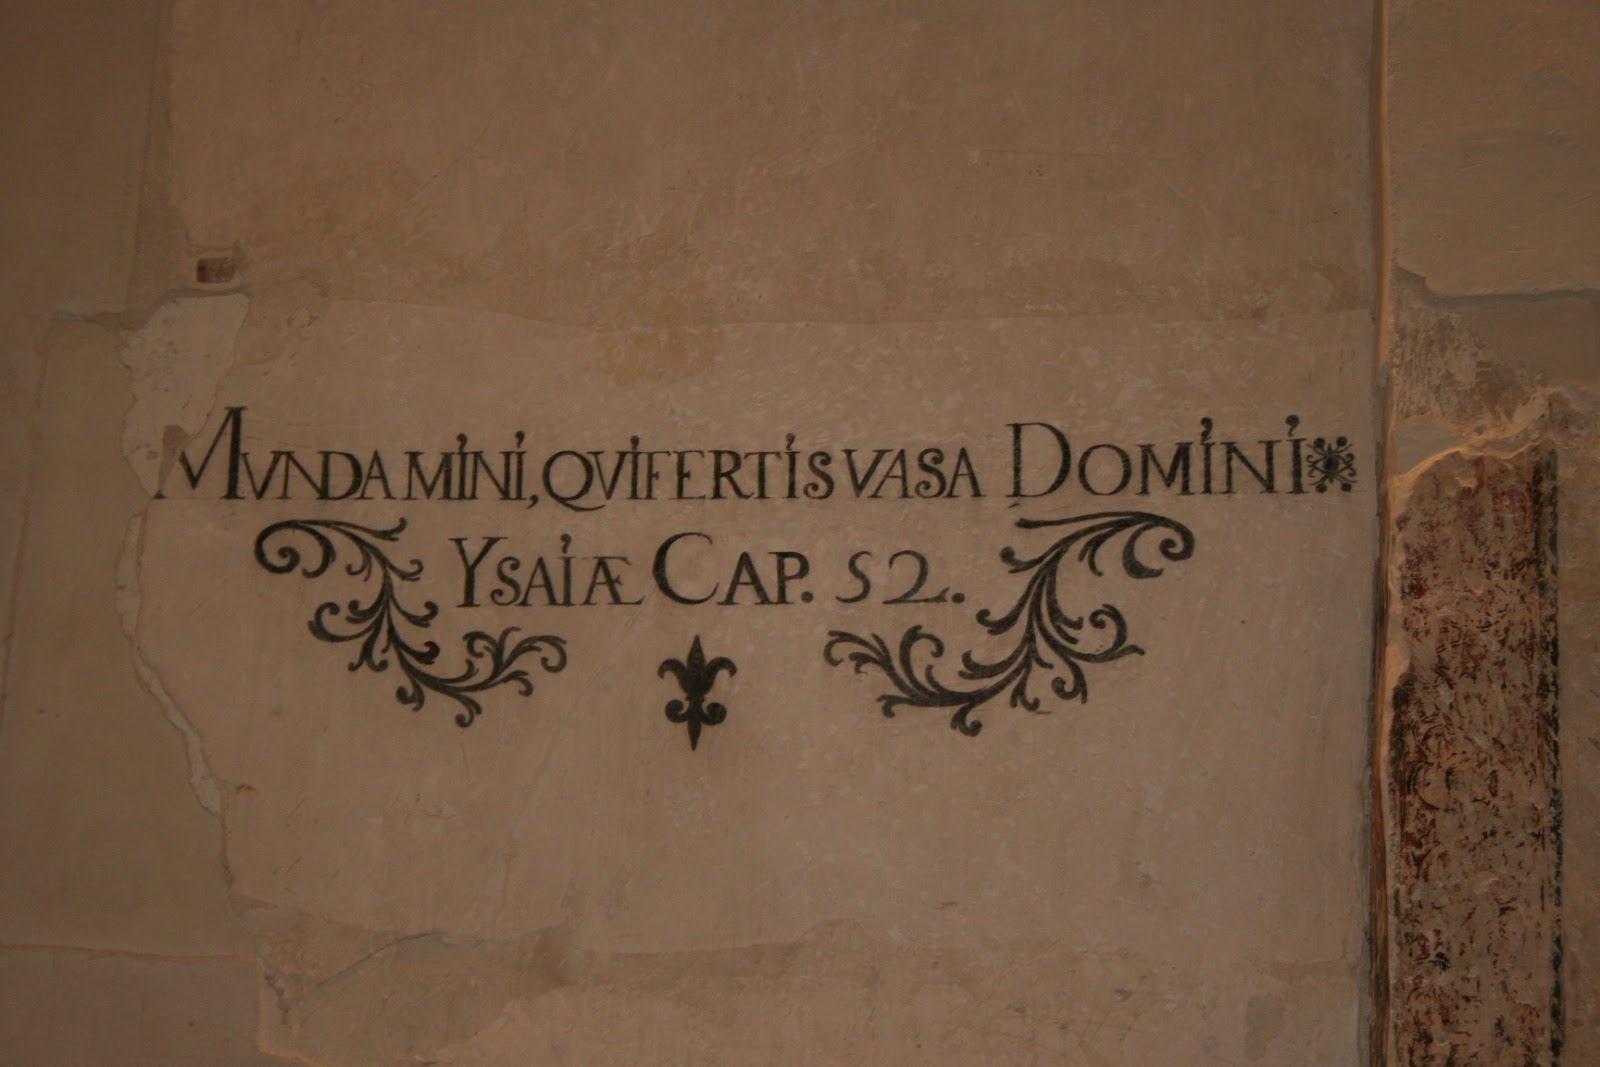 MVNDAMINI, QVI FERTIS VASA DOMINI
YSAIÆ CAP. 52.